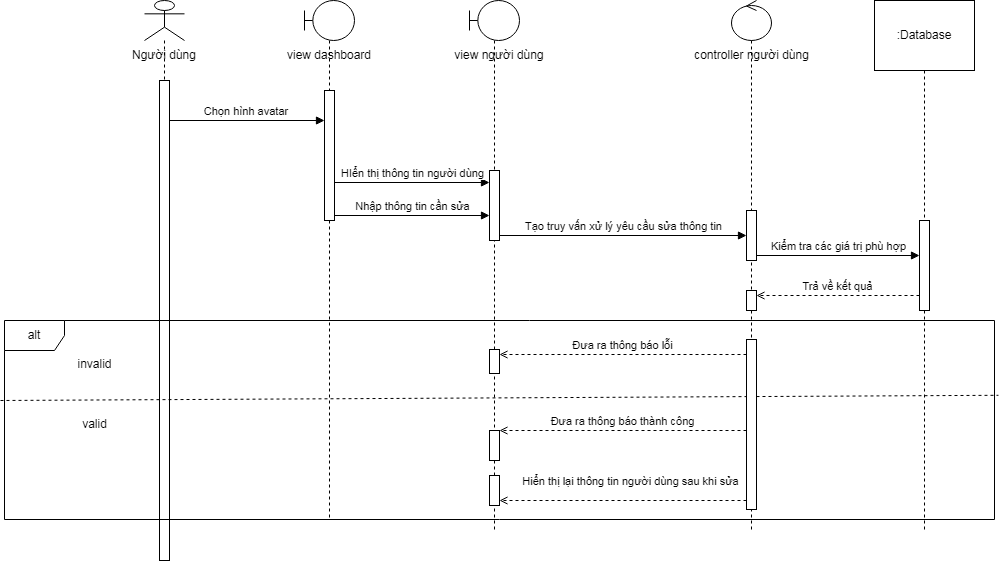 Người dùng
view dashboard
view người dùng
controller người dùng
:Database
Chọn hình avatar
HIển thị thông tin người dùng
Nhập thông tin cần sửa
Tạo truy vấn xử lý yêu cầu sửa thông tin
Kiểm tra các giá trị phù hợp
Trả về kết quả
alt
invalid
Đưa ra thông báo lỗi
valid
Đưa ra thông báo thành công
Hiển thị lại thông tin người dùng sau khi sửa